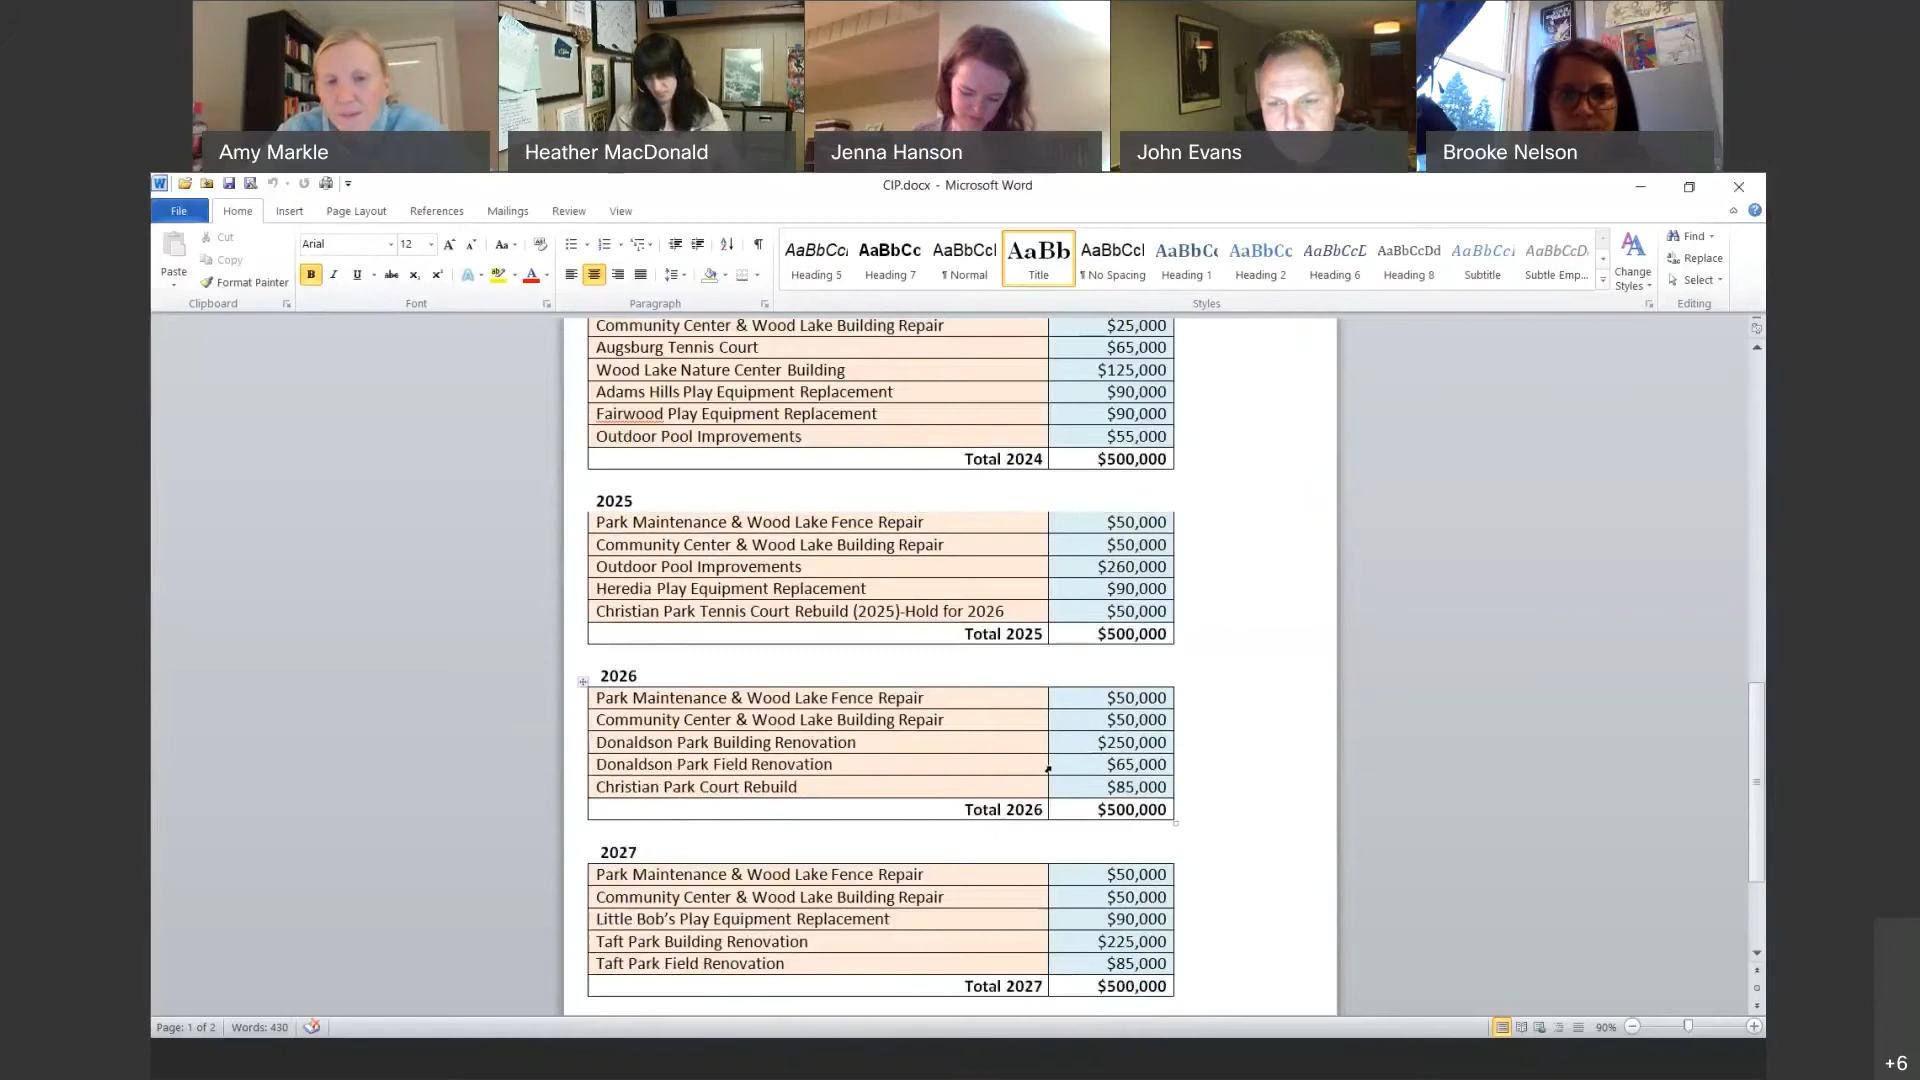 Amy Markle
Heather MacDonald
Jenna Hanson
John Evans
Brooke Nelson
CIP.docx - Microsoft Word
File Home Insert Page Layout References Mailings Review View
Paste
Cut
Copy
Format Painter
Clipboard
Arial 12
Font
Paragraph
AaBbCcI AaBbCc AaBbCcI AaBb AaBbCcI AaBbCc AaBbCc AaBbCcD AaBbCcDd AaBbCcI AaBbCcD
Heading 5 Heading 7 ¶ Normal Title ¶ No Spacing Heading 1 Heading 2 Heading 6 Heading 8 Subtitle Subtle Emp...
Styles
Change Styles
Find
Replace
Select
Editing
Community Center & Wood Lake Building Repair $25,000
Augsburg Tennis Court $65,000
Wood Lake Nature Center Building $125,000
Adams Hills Play Equipment Replacement $90,000
Fairwood Play Equipment Replacement $90,000
Outdoor Pool Improvements $55,000
Total 2024 $500,000
2025
Park Maintenance & Wood Lake Fence Repair $50,000
Community Center & Wood Lake Building Repair $50,000
Outdoor Pool Improvements $260,000
Heredia Play Equipment Replacement $90,000
Christian Park Tennis Court Rebuild (2025)-Hold for 2026 $50,000
Total 2025 $500,000
2026
Park Maintenance & Wood Lake Fence Repair $50,000
Community Center & Wood Lake Building Repair $50,000
Donaldson Park Building Renovation $250,000
Donaldson Park Field Renovation $65,000
Christian Park Court Rebuild $85,000
Total 2026 $500,000
2027
Park Maintenance & Wood Lake Fence Repair $50,000
Community Center & Wood Lake Building Repair $50,000
Little Bob’s Play Equipment Replacement $90,000
Taft Park Building Renovation $225,000
Taft Park Field Renovation $85,000
Total 2027 $500,000
Page: 1 of 2 Words: 430 90%
+6